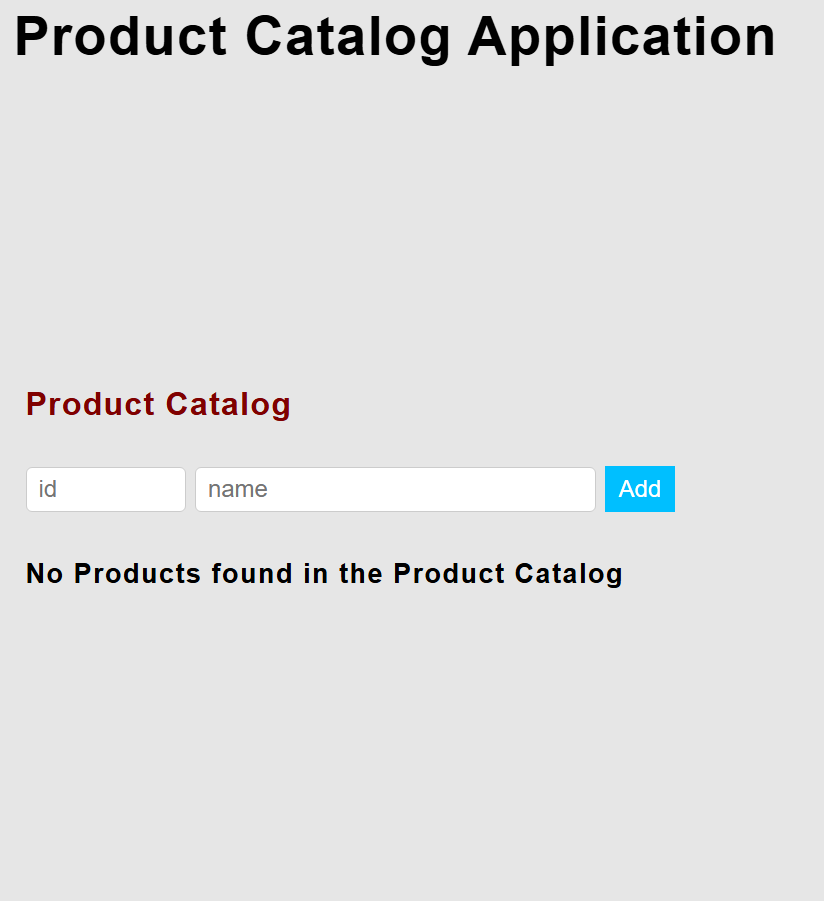 Product Catalog Application
Product Catalog
id name Add
No Products found in the Product Catalog